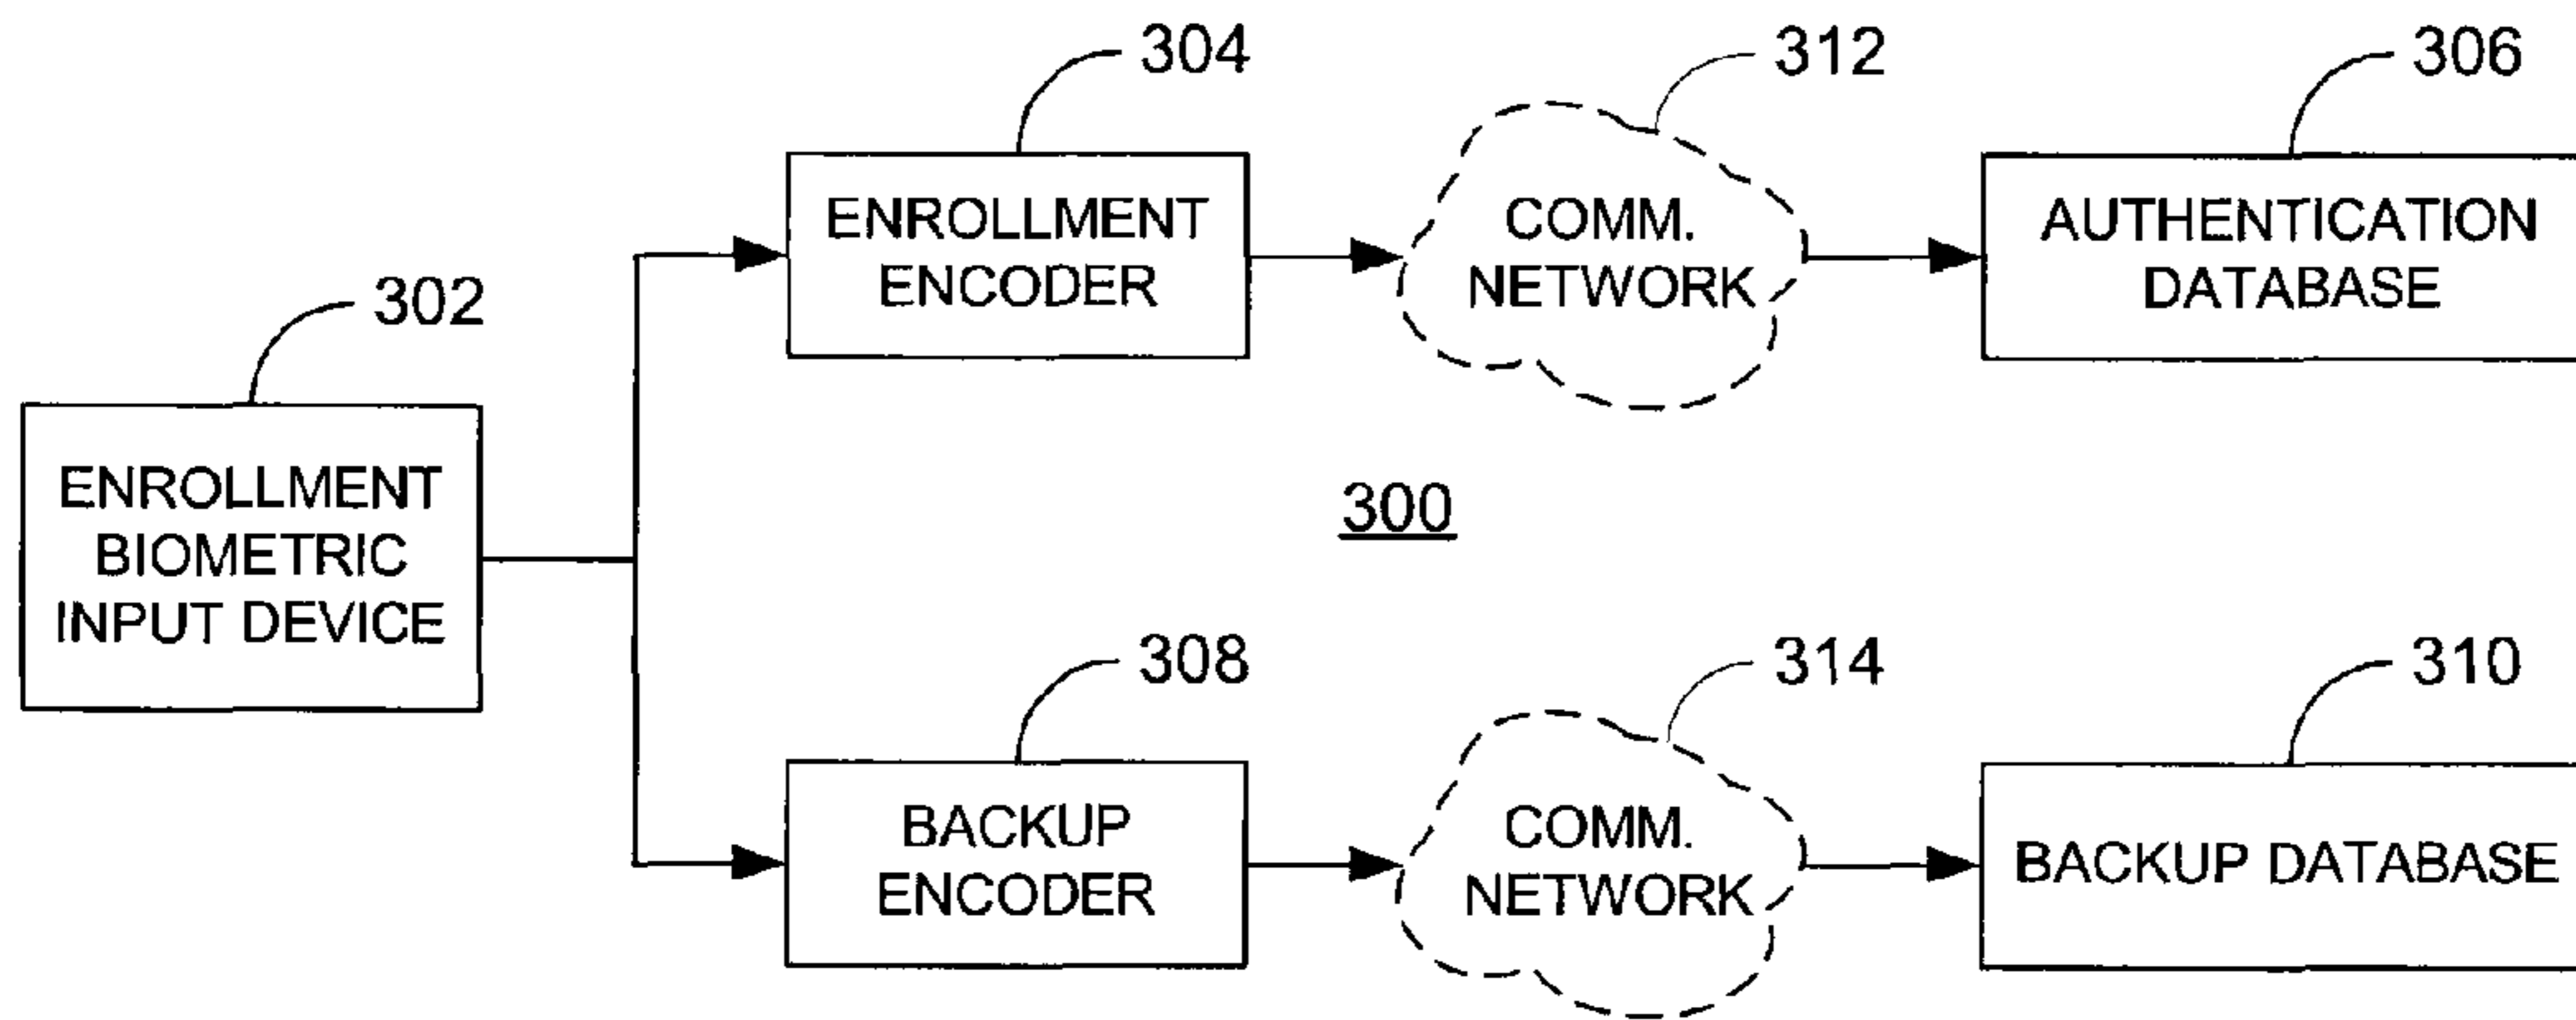 304
312
306
ENROLLMENT
ENCODER
COMM.
NETWORK
AUTHENTICATION
DATABASE
302
ENROLLMENT
BIOMETRIC
INPUT DEVICE
300
308
314
310
BACKUP
ENCODER
COMM.
NETWORK
BACKUP DATABASE